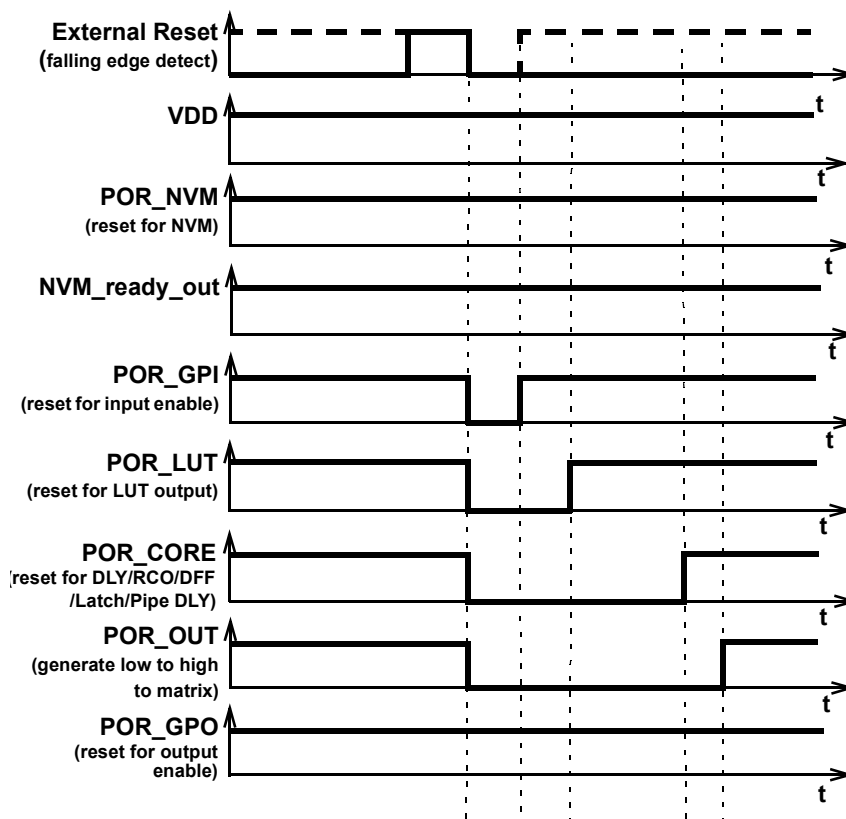 External Reset
(falling edge detect)
t
VDD
t
POR_NVM
(reset for NVM)
t
NVM_ready_out
t
POR_GPI
(reset for input enable)
t
POR_LUT
(reset for LUT output)
t
POR_CORE
(reset for DLY/RCO/DFF
/Latch/Pipe DLY)
t
POR_OUT
(generate low to high
to matrix)
t
POR_GPO
(reset for output
enable)
t